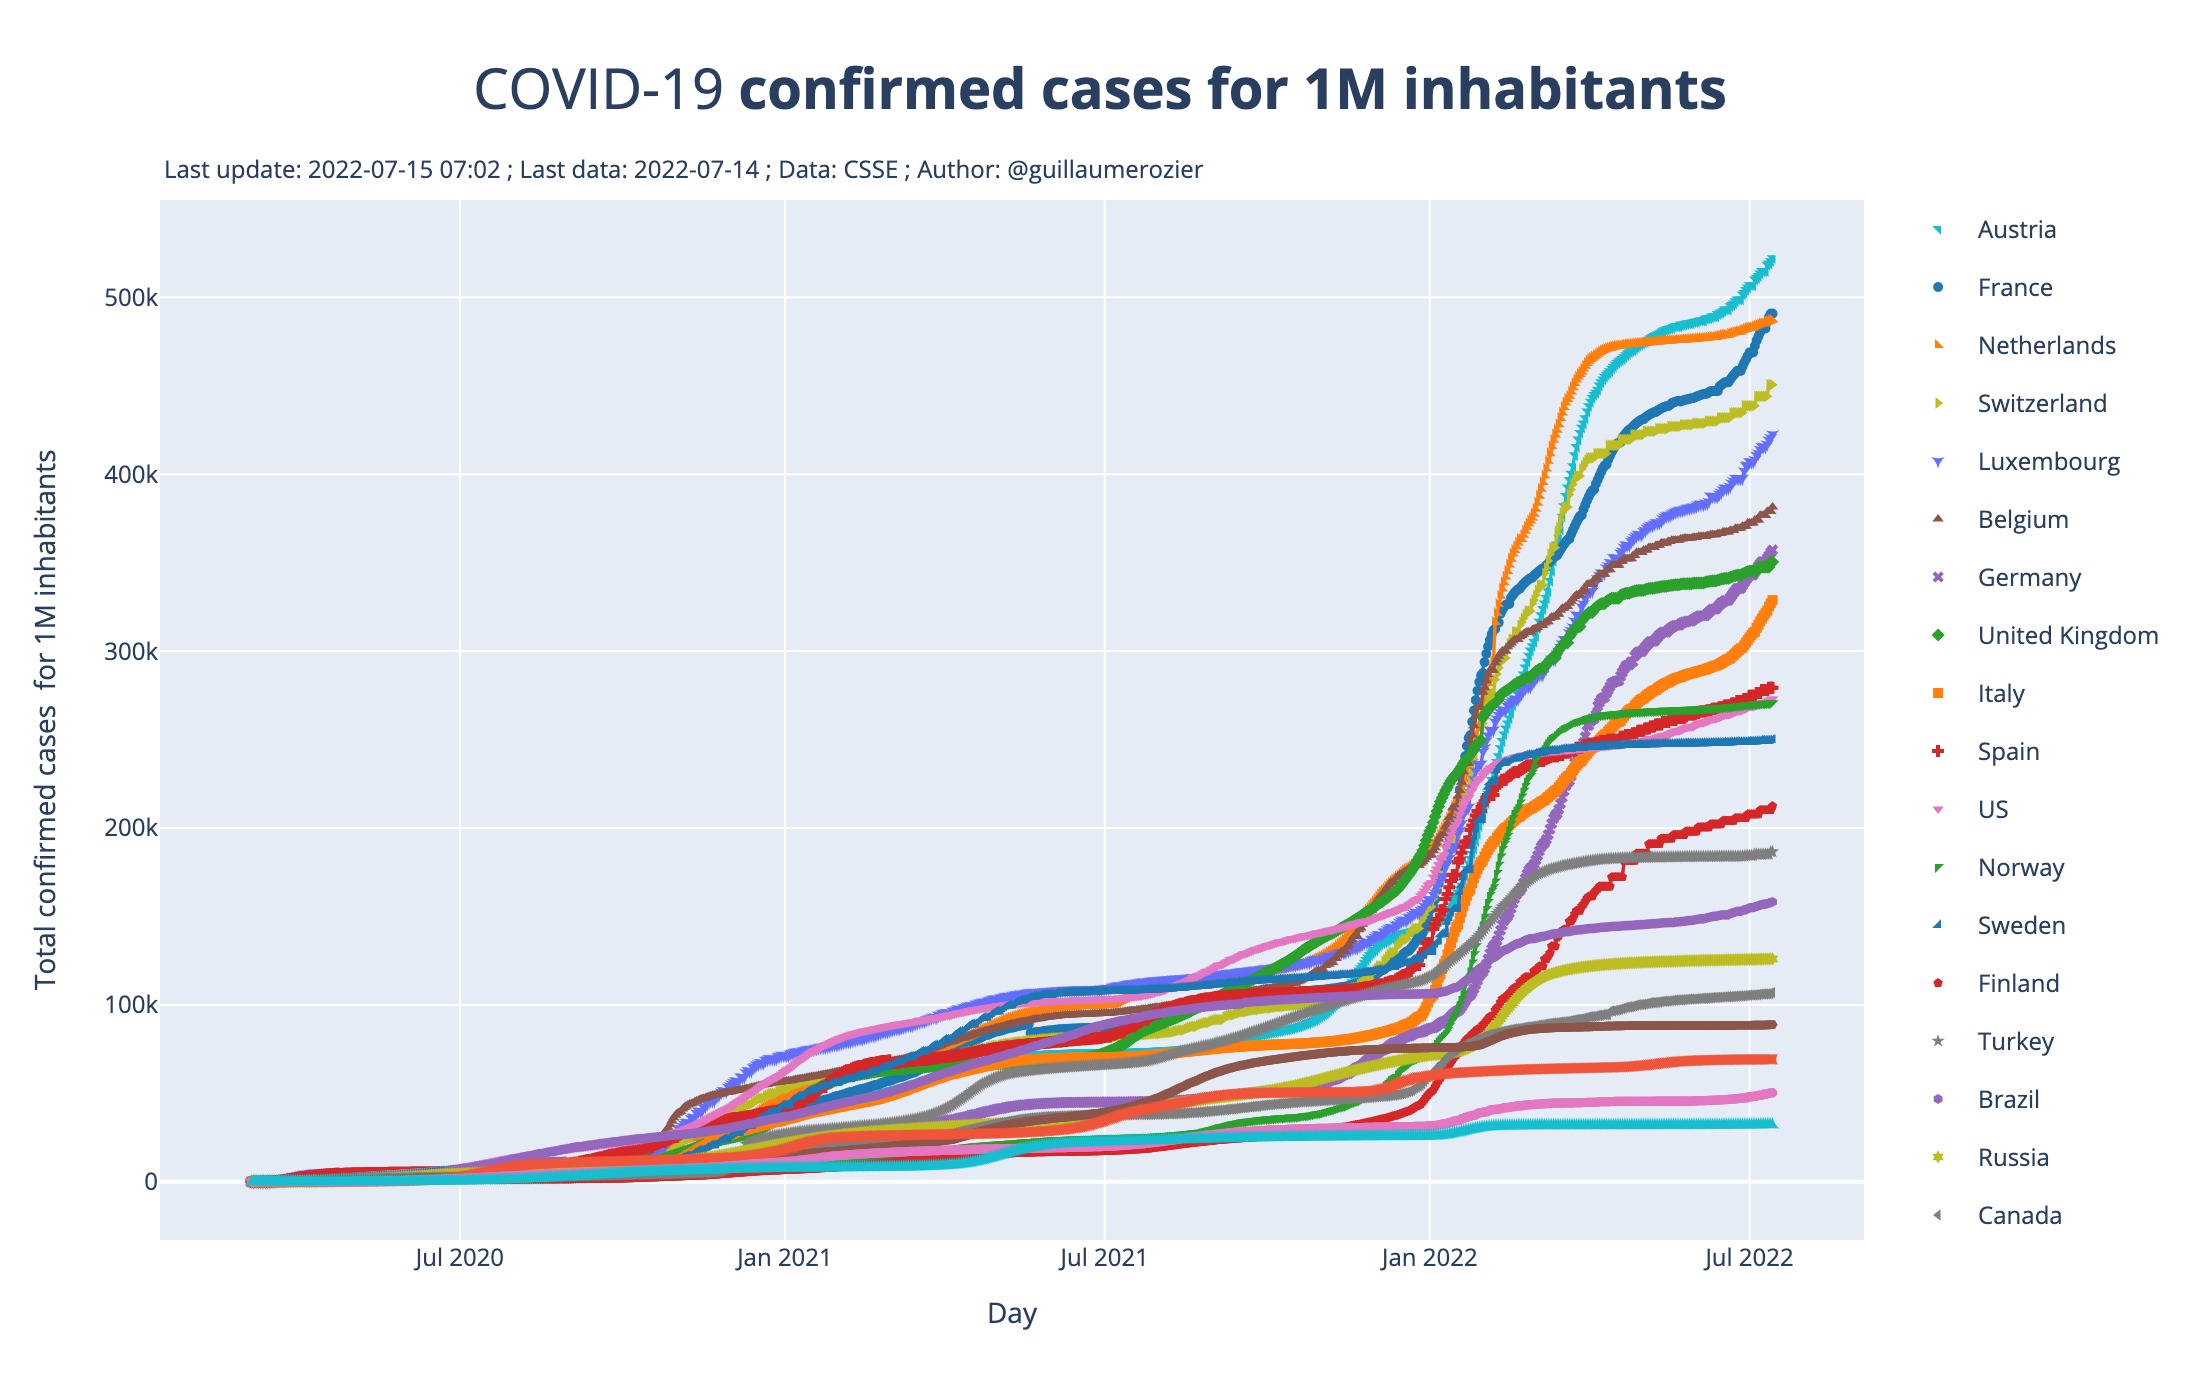 COVID-19 confirmed cases for 1M inhabitants
Last update: 2022-07-15 07:02 ; Last data: 2022-07-14 ; Data: CSSE ; Author: @guillaumerozier
Total confirmed cases for 1M inhabitants
500k
400k
300k
200k
100k
0
Jul 2020
Jan 2021
Jul 2021
Jan 2022
Jul 2022
Day
Austria
France
Netherlands
Switzerland
Luxembourg
Belgium
Germany
United Kingdom
Italy
Spain
US
Norway
Sweden
Finland
Turkey
Brazil
Russia
Canada